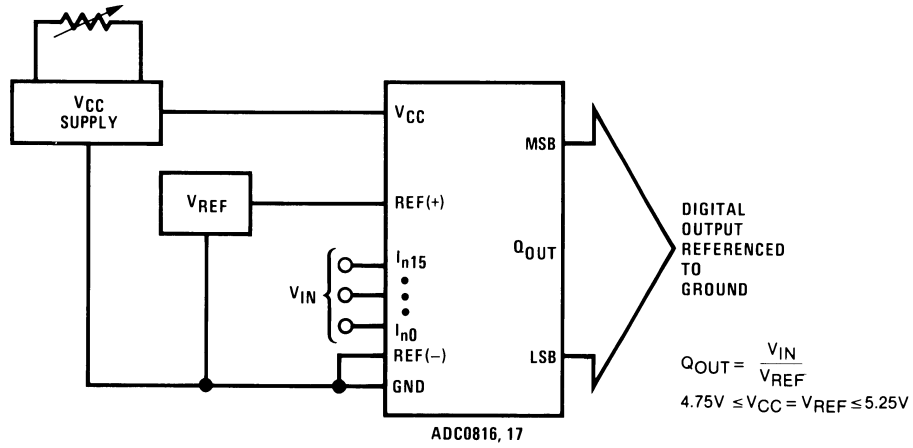 VCC
SUPPLY
VCC
MSB
VREF
REF(+)
DIGITAL
OUTPUT
REFERENCED
TO
GROUND
QOUT
In15
VIN
In0
REF(−)
LSB
GND
QOUT = VIN / VREF
4.75V ≤ VCC = VREF ≤ 5.25V
ADC0816, 17